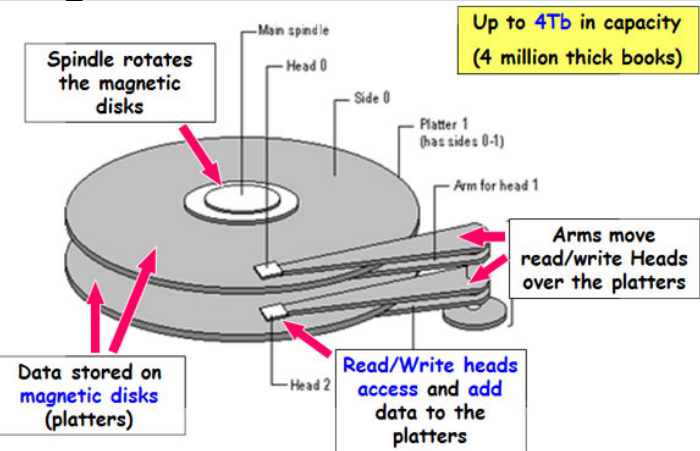 Up to 4Tb in capacity
(4 million thick books)
Main spindle
Spindle rotates
the magnetic
disks
Head 0
Side 0
Platter 1
(has sides 0-1)
Arm for head 1
Arms move
read/write Heads
over the platters
Data stored on
magnetic disks
(platters)
Head 2
Read/Write heads
access and add
data to the
platters